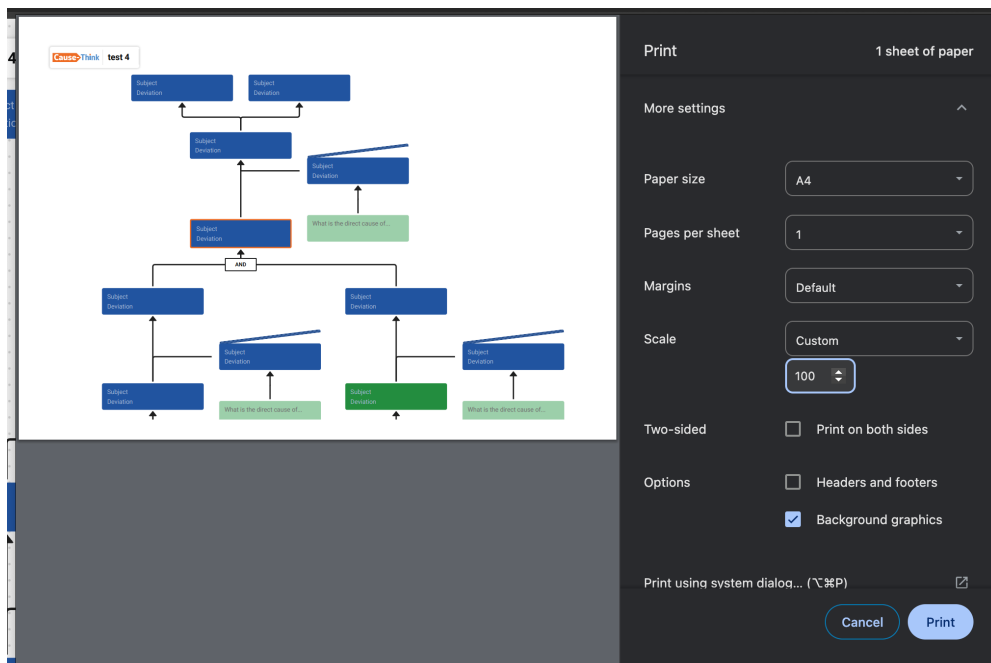 Cause Think test 4
Subject
Deviation
Subject
Deviation
Subject
Deviation
Subject
Deviation
Subject
Deviation
What is the direct cause of...
AND
Subject
Deviation
Subject
Deviation
Subject
Deviation
Subject
Deviation
Subject
Deviation
What is the direct cause of...
Subject
Deviation
What is the direct cause of...
4
Print
1 sheet of paper
More settings
Paper size
A4
Pages per sheet
1
Margins
Default
Scale
Custom
100
Two-sided
Print on both sides
Options
Headers and footers
Background graphics
Print using system dialog... (⌥⌘P)
Cancel
Print